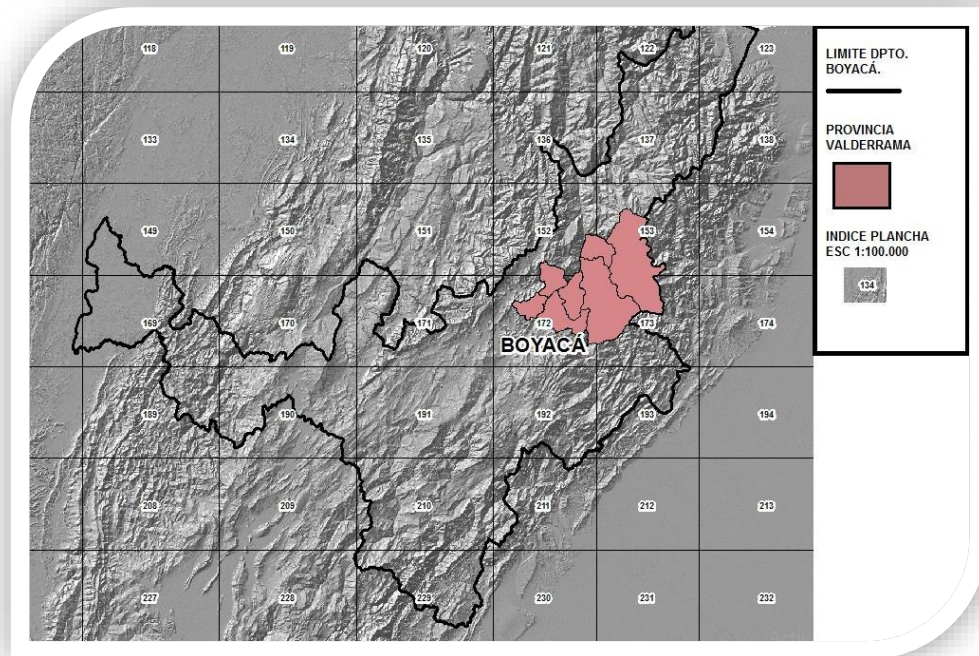 118 119 120 121 122 123
133 134 135 136 137 138
149 150 151 152 153 154
169 170 171 172 173 174
BOYACÁ
189 190 191 192 193 194
208 209 210 211 212 213
227 228 229 230 231 232
LIMITE DPTO.
BOYACÁ.
PROVINCIA
VALDERRAMA
INDICE PLANCHA
ESC 1:100.000
134